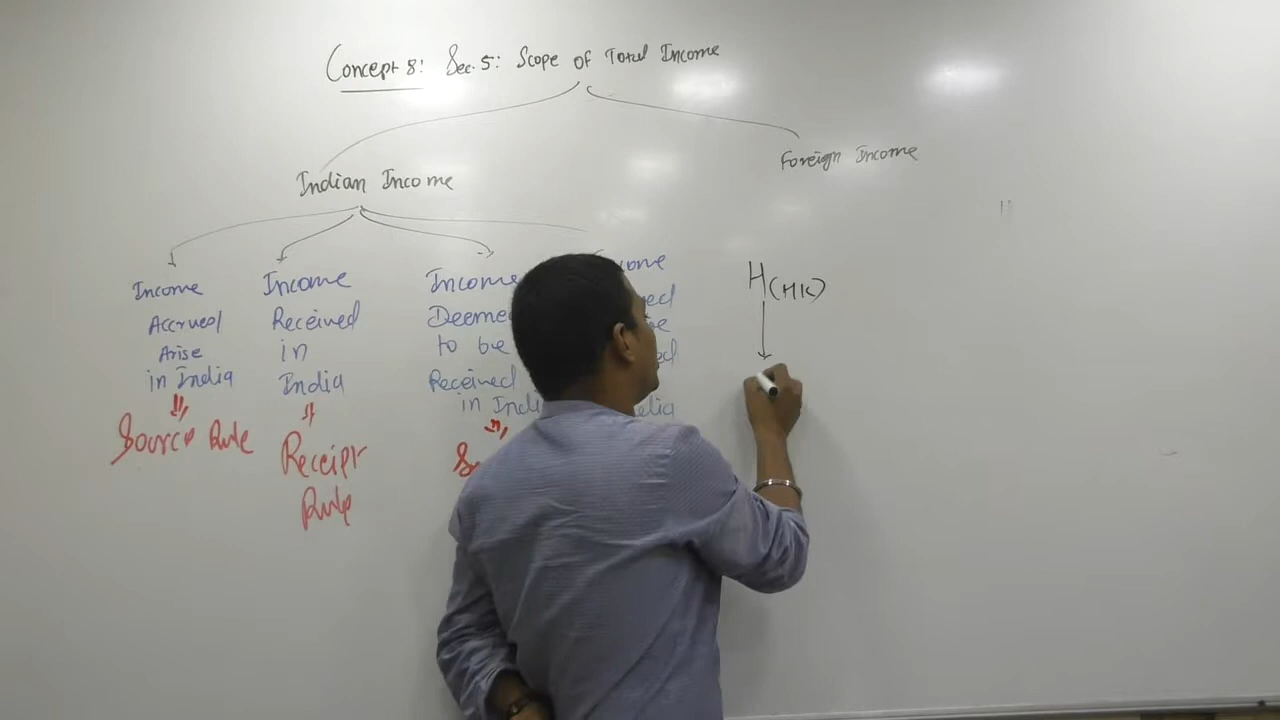 Concept 8: Sec. 5: Scope of Total Income
Indian Income
Foreign Income
Income
Accrued
Arise
in India
Source Rule
Income
Received
in
India
Receipt
Rule
Income
Deemed
to be
Received
in Indi
H(HK)